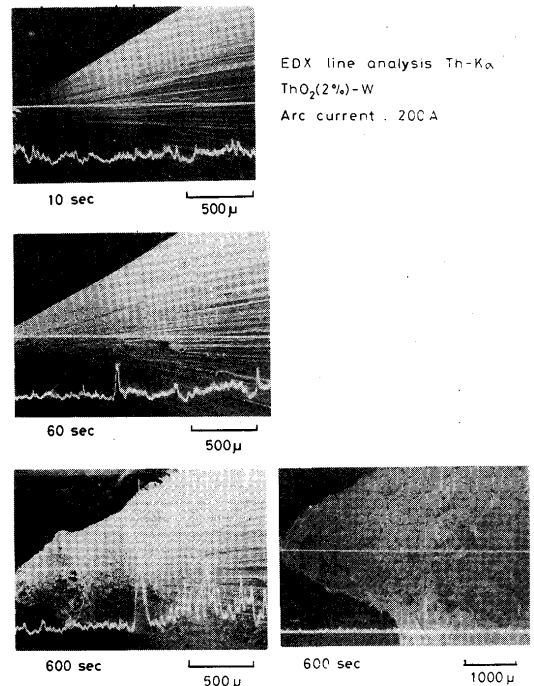 EDX line analysis Th-Kα
ThO₂(2%)-W
Arc current . 200A
10 sec
500μ
60 sec
500μ
600 sec
500μ
600 sec
1000μ